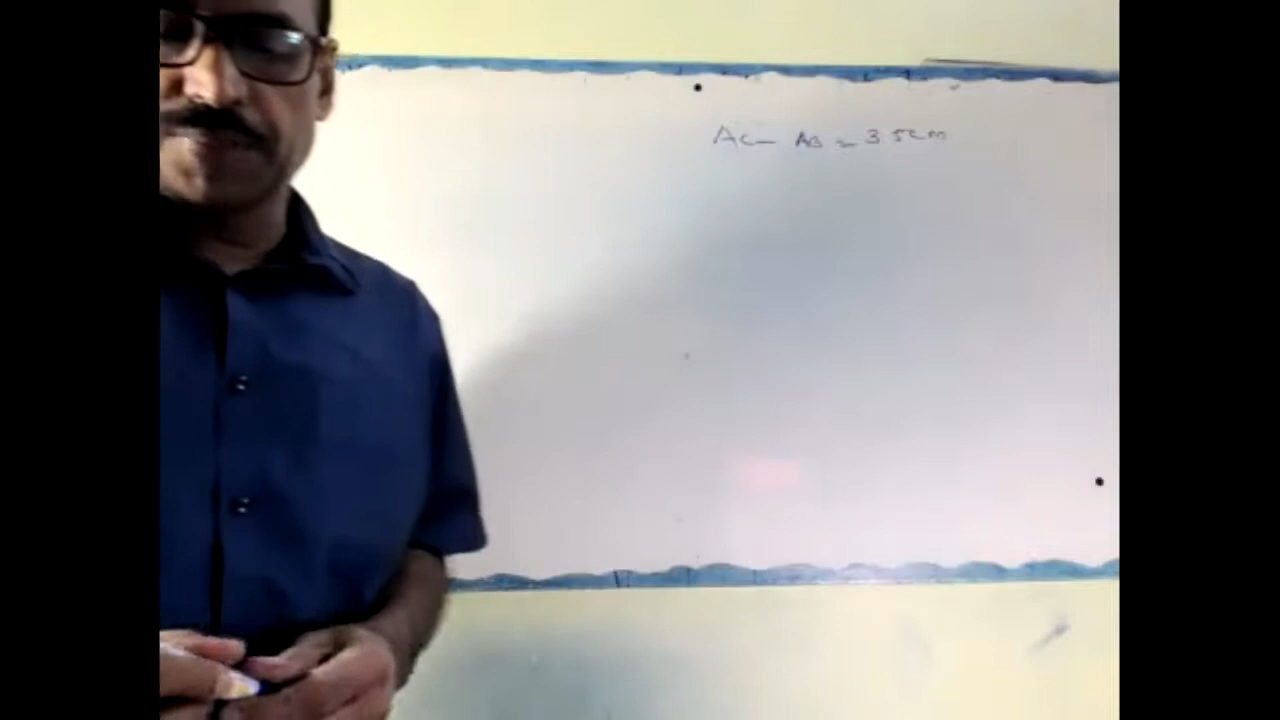 AC - AB = 3.5cm